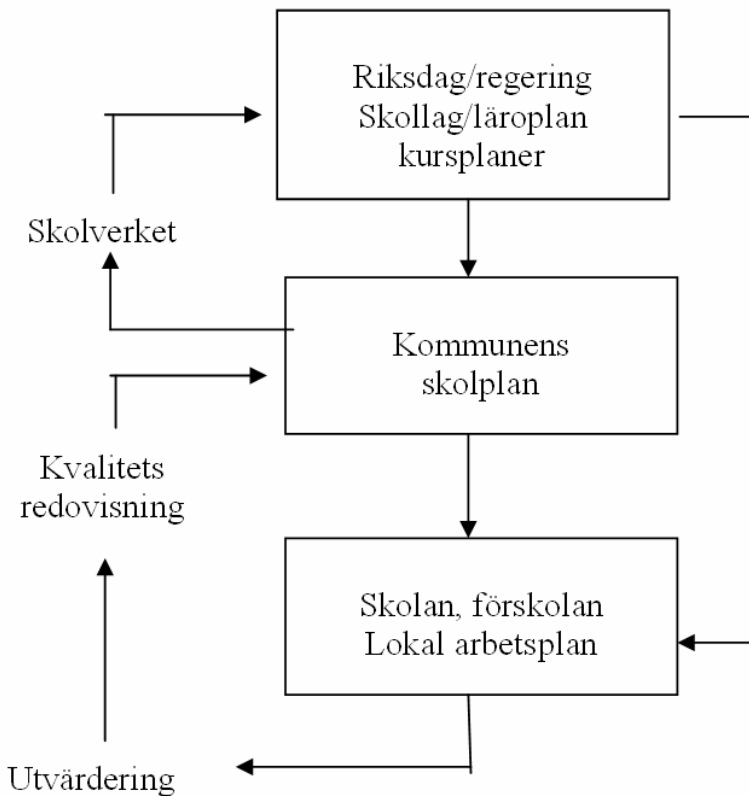 Riksdag/regering
Skollag/läroplan
kursplaner
Skolverket
Kommunens
skolplan
Kvalitets
redovisning
Skolan, förskolan
Lokal arbetsplan
Utvärdering